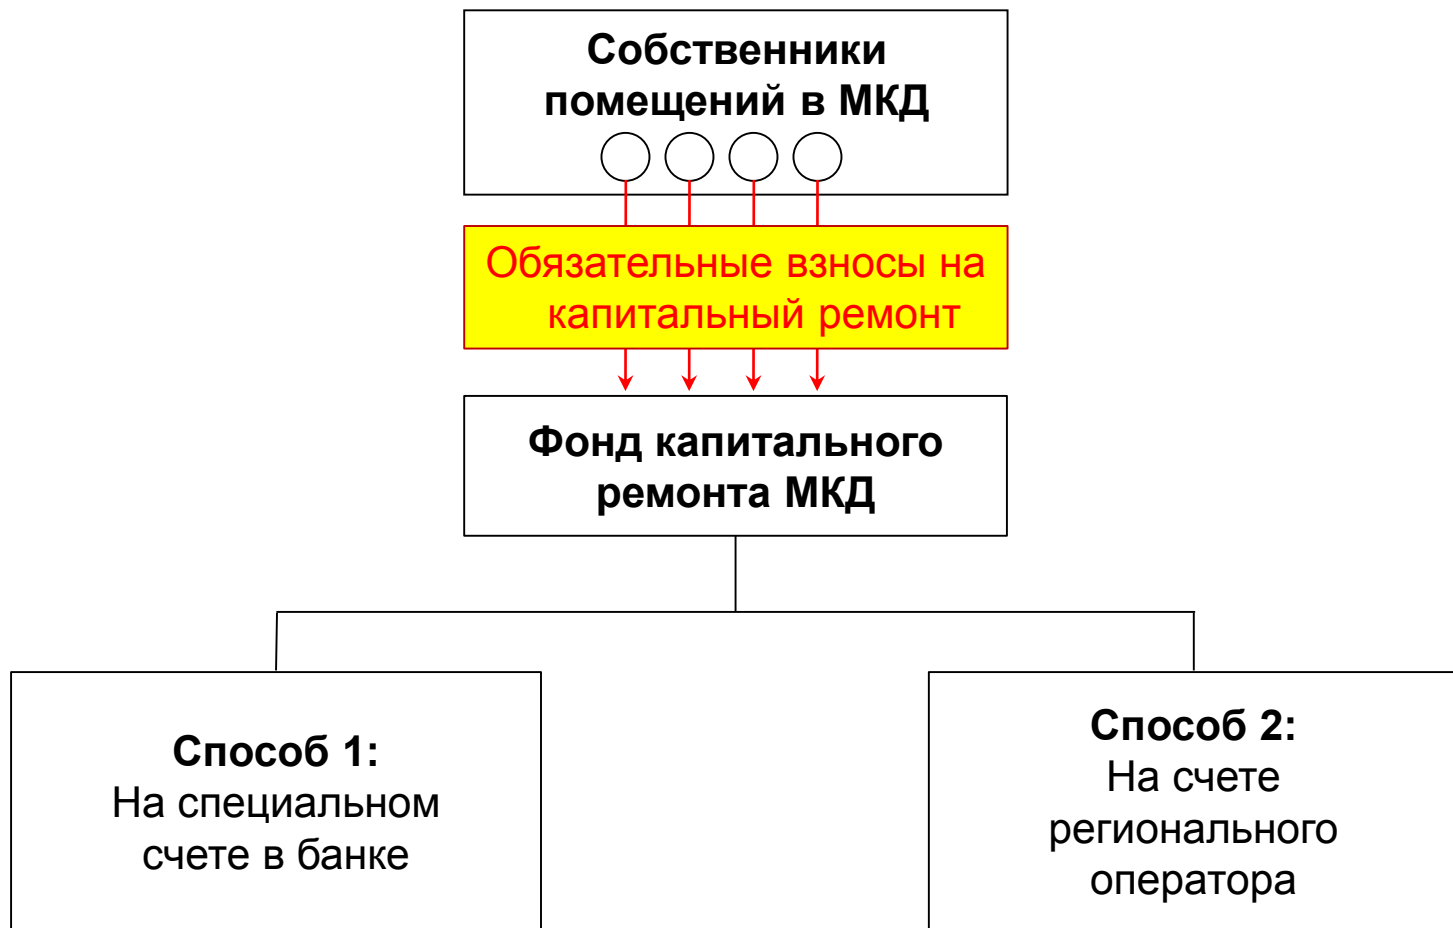 Собственники
помещений в МКД
Обязательные взносы на
капитальный ремонт
Фонд капитального
ремонта МКД
Способ 1:
На специальном
счете в банке
Способ 2:
На счете
регионального
оператора